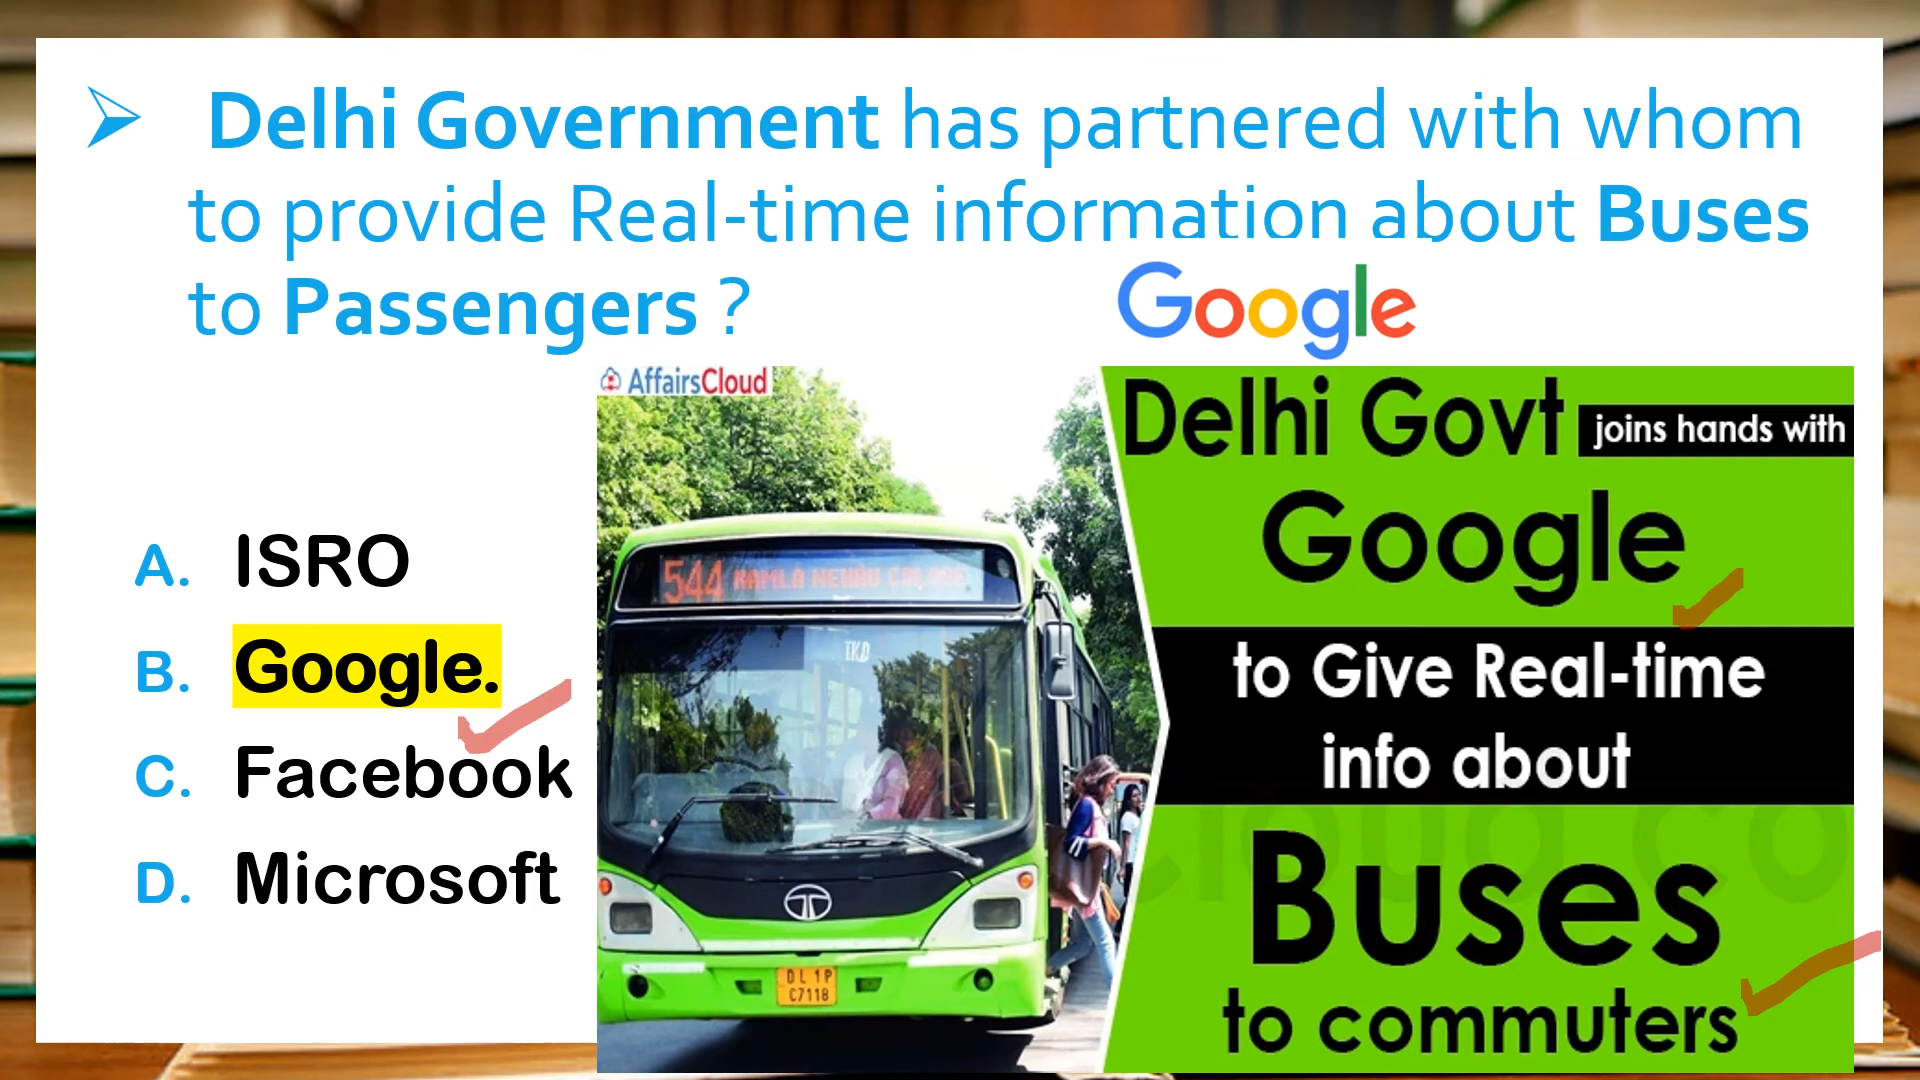 Delhi Government has partnered with whom
to provide Real-time information about Buses
to Passengers ?
Google
AffairsCloud
Delhi Govt joins hands with
Google
to Give Real-time
info about
Buses
to commuters
A. ISRO
B. Google.
C. Facebook
D. Microsoft
544
TKD
DL 1P
C7118